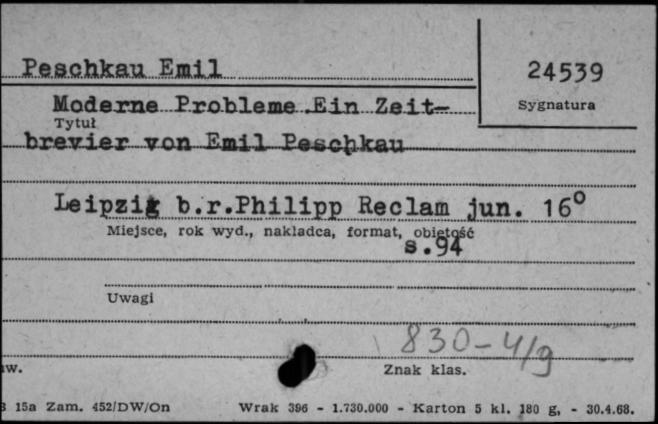 Peschkau Emil
24539
Sygnatura
Moderne Probleme.Ein Zeit-
Tytuł
brevier von Emil Peschkau
Leipzig b.r.Philipp Reclam jun. 16°
Miejsce, rok wyd., nakładca, format, objętość
s.94
Uwagi
830-4/9
Znak klas.
15a Zam. 452/DW/On Wrak 396 - 1.730.000 - Karton 5 kl. 180 g, - 30.4.68.